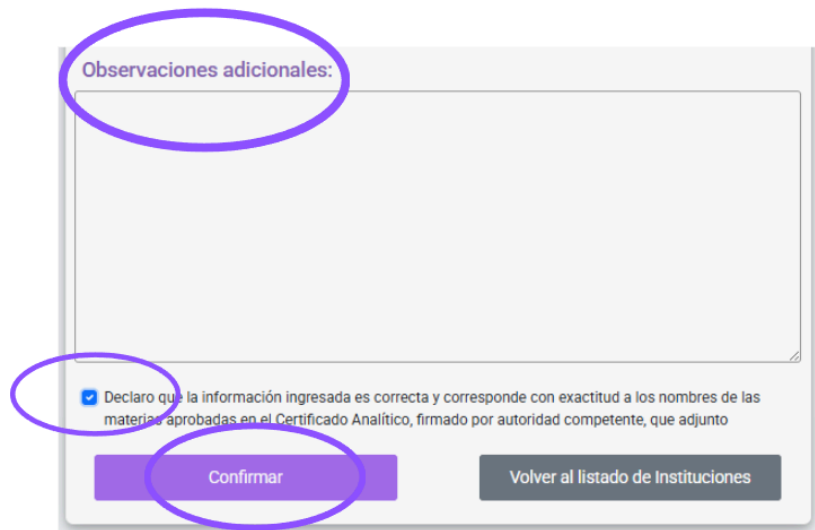 Observaciones adicionales:
Declaro que la información ingresada es correcta y corresponde con exactitud a los nombres de las
materias aprobadas en el Certificado Analítico, firmado por autoridad competente, que adjunto
Confirmar
Volver al listado de Instituciones